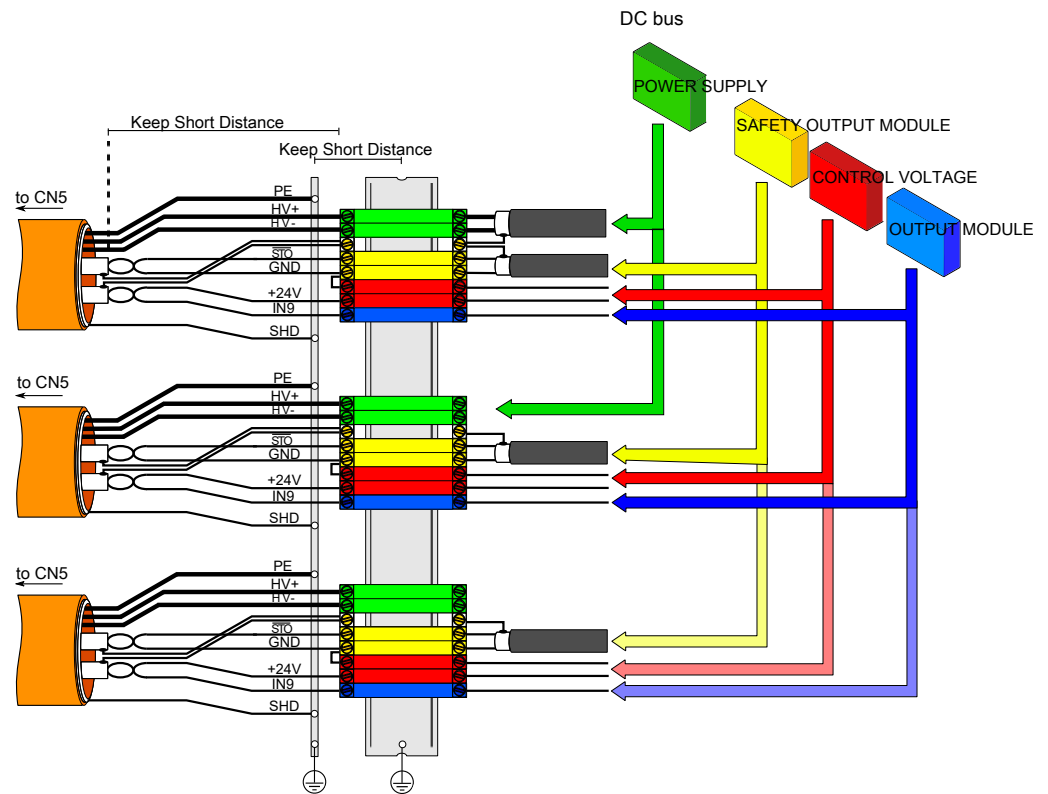 DC bus
POWER SUPPLY
SAFETY OUTPUT MODULE
CONTROL VOLTAGE
OUTPUT MODULE
Keep Short Distance
Keep Short Distance
to CN5
PE
HV+
HV-
STO
GND
+24V
IN9
SHD
to CN5
PE
HV+
HV-
STO
GND
+24V
IN9
SHD
to CN5
PE
HV+
HV-
STO
GND
+24V
IN9
SHD